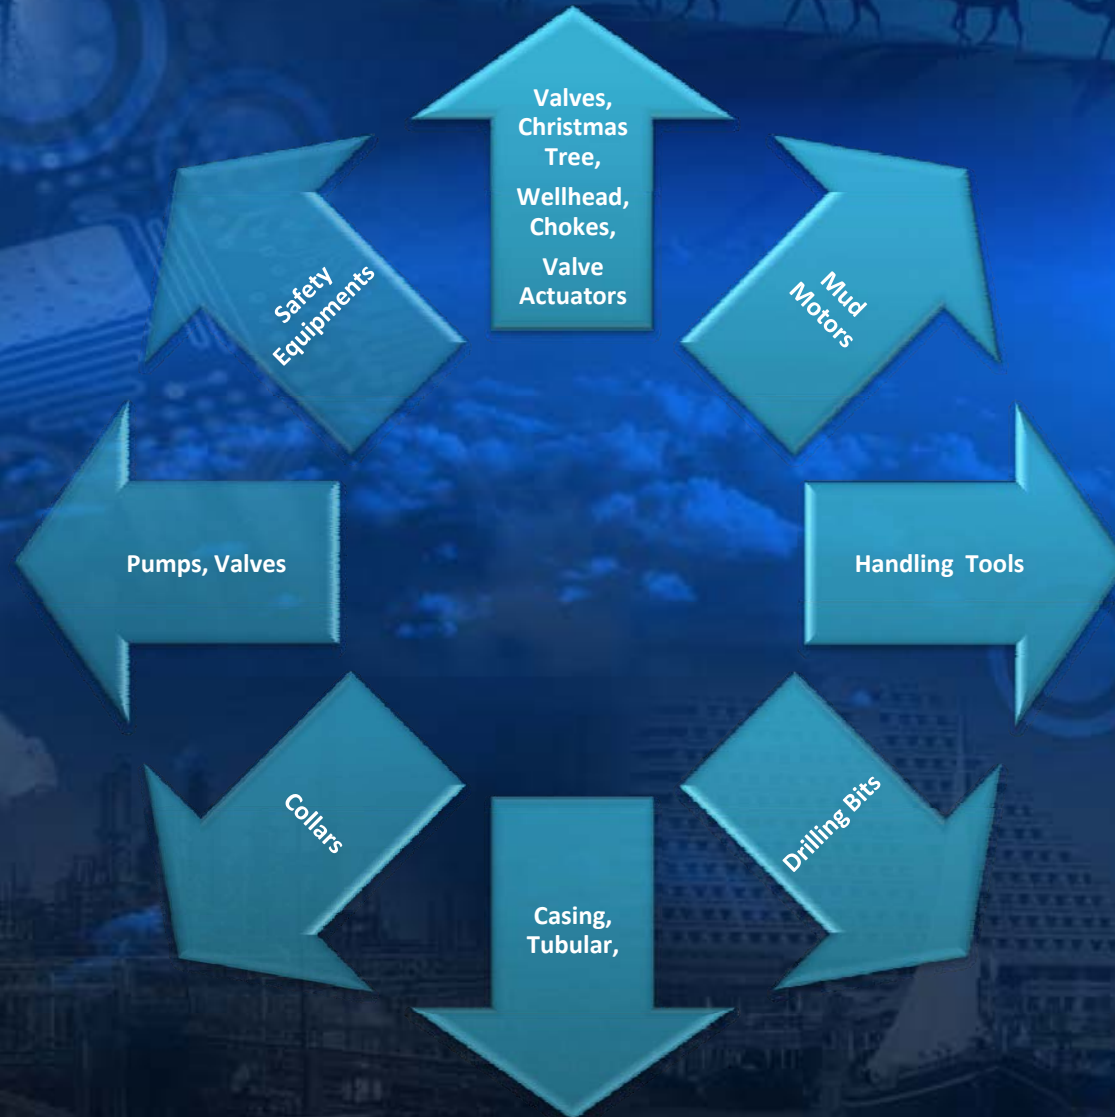 Valves,
Christmas
Tree,
Wellhead,
Chokes,
Valve
Actuators
Mud
Motors
Handling Tools
Drilling Bits
Casing,
Tubular,
Collars
Pumps, Valves
Safety
Equipments